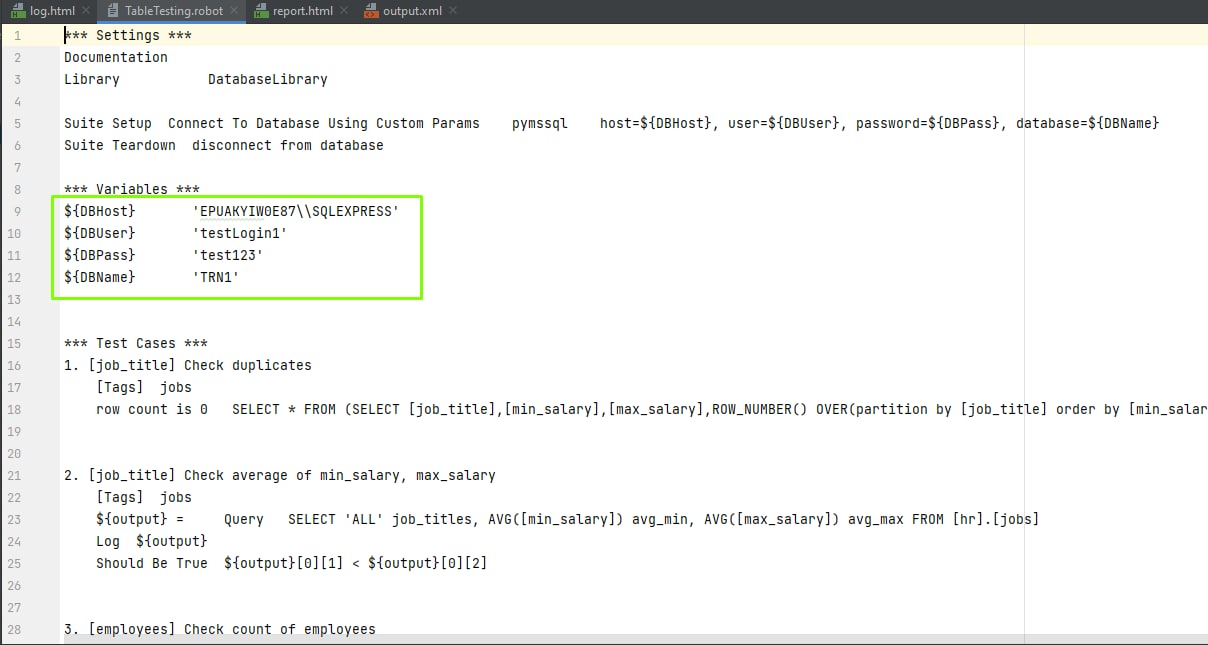 log.html TableTesting.robot report.html output.xml
1 *** Settings ***
2 Documentation
3 Library DatabaseLibrary
4
5 Suite Setup Connect To Database Using Custom Params pymssql host=${DBHost}, user=${DBUser}, password=${DBPass}, database=${DBName}
6 Suite Teardown disconnect from database
7
8 *** Variables ***
9 ${DBHost} 'EPUAKYIW0E87\\SQLEXPRESS'
10 ${DBUser} 'testLogin1'
11 ${DBPass} 'test123'
12 ${DBName} 'TRN1'
13
14
15 *** Test Cases ***
16 1. [job_title] Check duplicates
17 [Tags] jobs
18 row count is 0 SELECT * FROM (SELECT [job_title],[min_salary],[max_salary],ROW_NUMBER() OVER(partition by [job_title] order by [min_salar
19
20
21 2. [job_title] Check average of min_salary, max_salary
22 [Tags] jobs
23 ${output} = Query SELECT 'ALL' job_titles, AVG([min_salary]) avg_min, AVG([max_salary]) avg_max FROM [hr].[jobs]
24 Log ${output}
25 Should Be True ${output}[0][1] < ${output}[0][2]
26
27
28 3. [employees] Check count of employees